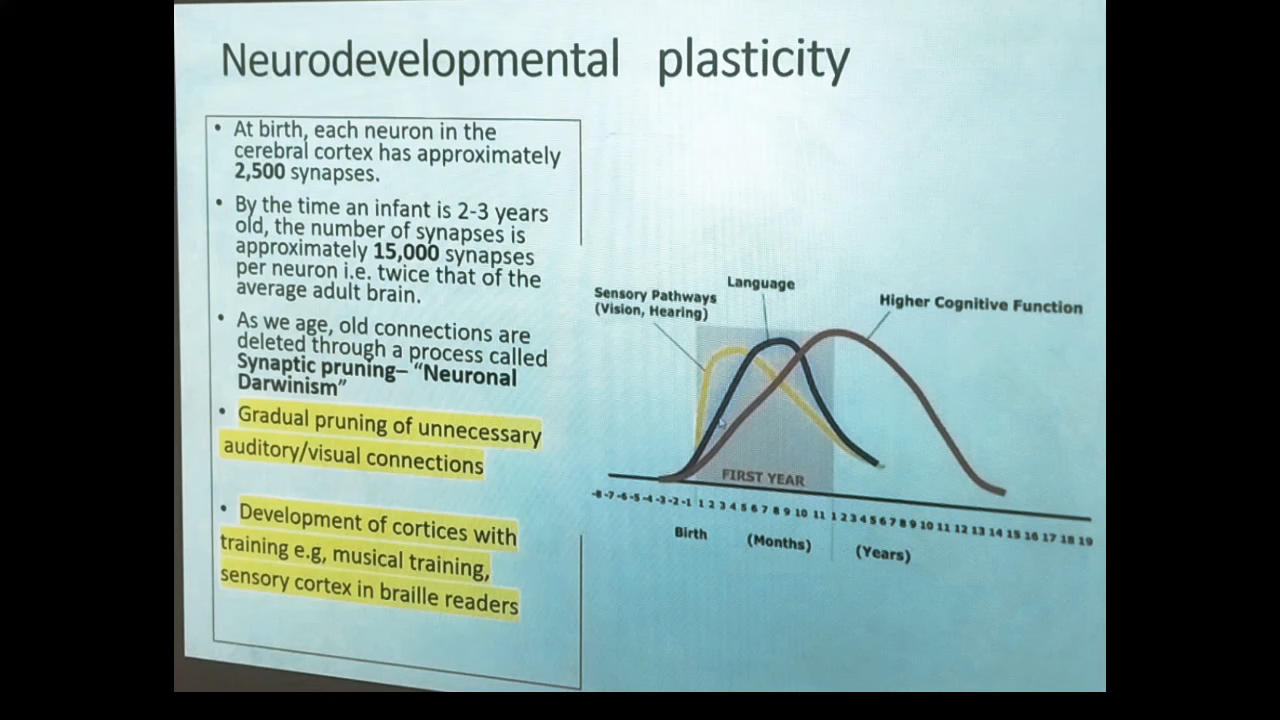 Neurodevelopmental plasticity
• At birth, each neuron in the
cerebral cortex has approximately
2,500 synapses.
• By the time an infant is 2-3 years
old, the number of synapses is
approximately 15,000 synapses
per neuron i.e. twice that of the
average adult brain.
• As we age, old connections are
deleted through a process called
Synaptic pruning– “Neuronal
Darwinism”
• Gradual pruning of unnecessary
auditory/visual connections
• Development of cortices with
training e.g, musical training,
sensory cortex in braille readers
Sensory Pathways
(Vision, Hearing)
Language
Higher Cognitive Function
FIRST YEAR
-8 -7 -6 -5 -4 -3 -2 -1 1 2 3 4 5 6 7 8 9 10 11 1 2 3 4 5 6 7 8 9 10 11 12 13 14 15 16 17 18 19
Birth (Months) (Years)